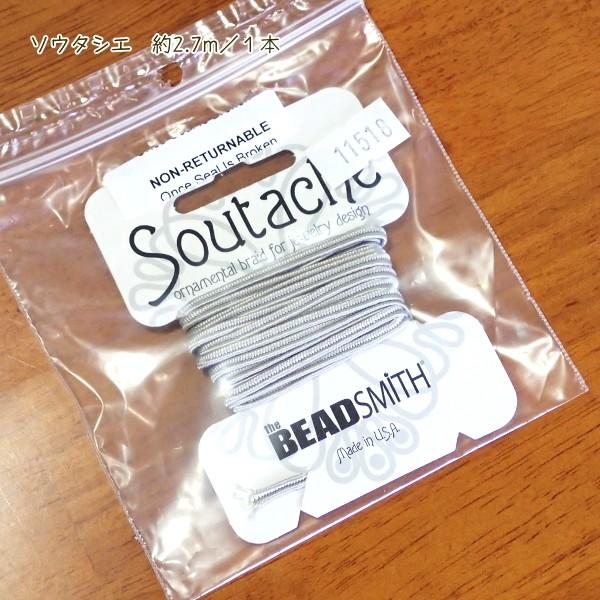 ソウタシエ　約2.7m／1本
NON-RETURNABLE
Once Seal Is Broken
11510
Soutache
ornamental braid for jewelry design
the BEADSMITH®
Made in U.S.A